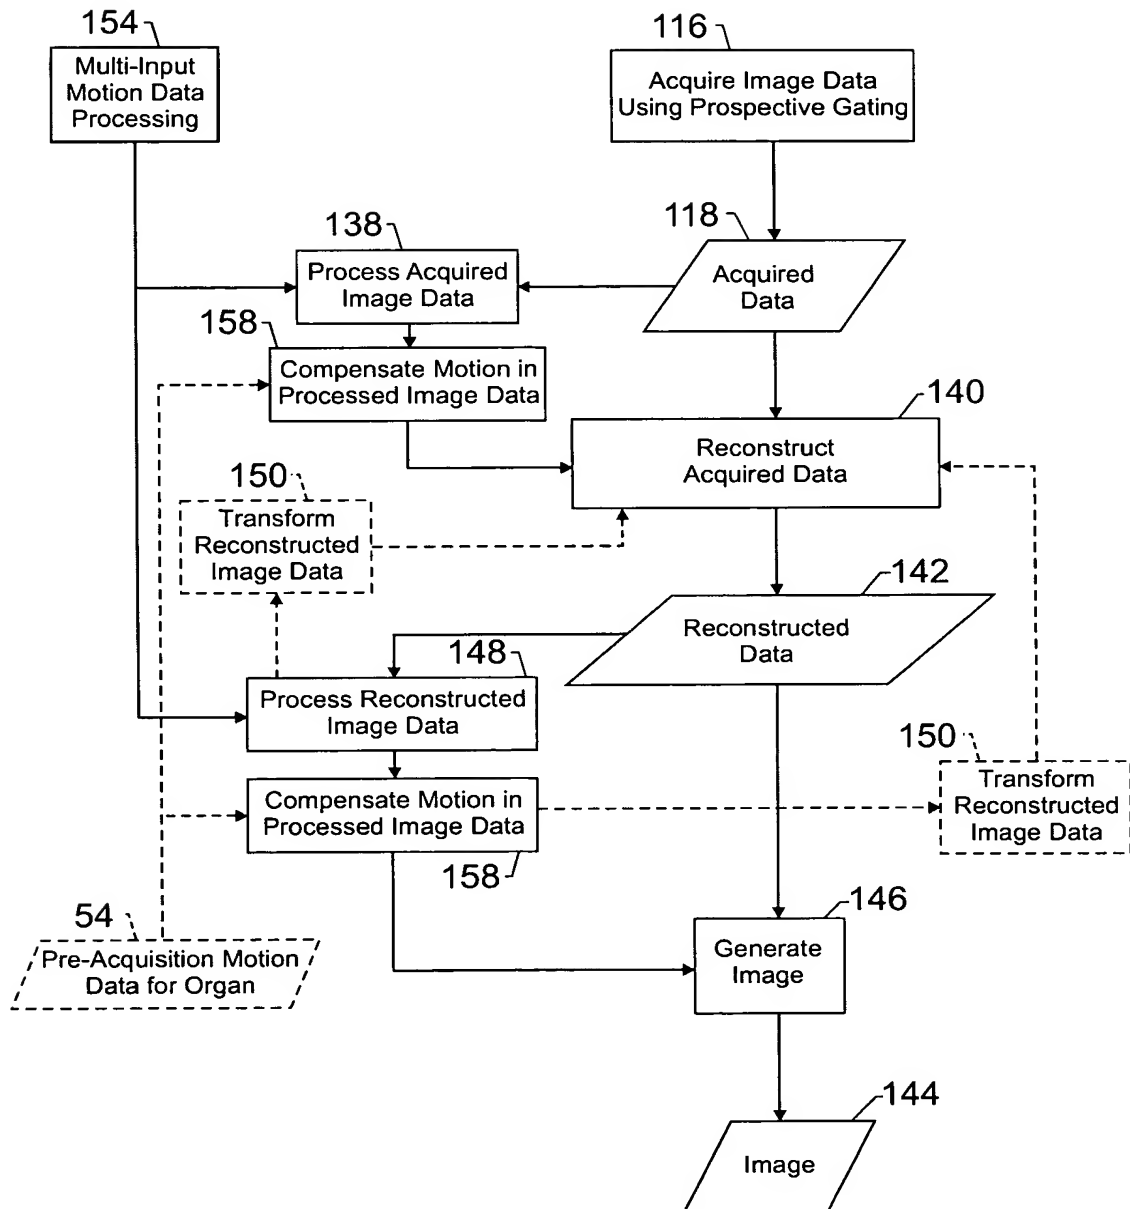 154
Multi-Input
Motion Data
Processing
116
Acquire Image Data
Using Prospective Gating
118
Acquired
Data
138
Process Acquired
Image Data
158
Compensate Motion in
Processed Image Data
140
Reconstruct
Acquired Data
150
Transform
Reconstructed
Image Data
142
Reconstructed
Data
148
Process Reconstructed
Image Data
150
Transform
Reconstructed
Image Data
Compensate Motion in
Processed Image Data
158
54
Pre-Acquisition Motion
Data for Organ
146
Generate
Image
144
Image